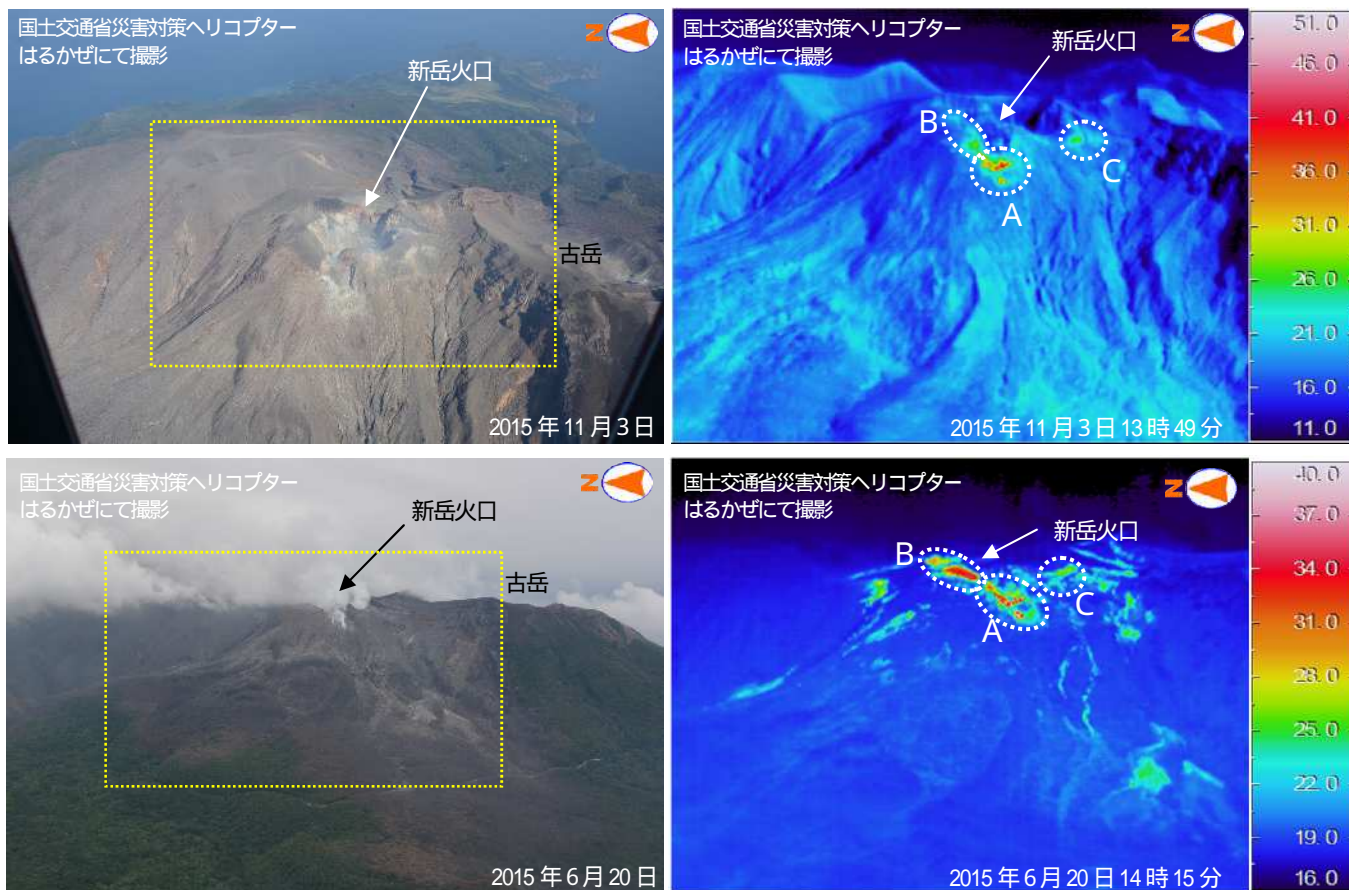 国土交通省災害対策ヘリコプター
はるかぜにて撮影
N
新岳火口
古岳
2015年11月3日
国土交通省災害対策ヘリコプター
はるかぜにて撮影
N
新岳火口
B
A
C
2015年11月3日13時49分
51.0
46.0
41.0
36.0
31.0
26.0
21.0
16.0
11.0
国土交通省災害対策ヘリコプター
はるかぜにて撮影
N
新岳火口
古岳
2015年6月20日
国土交通省災害対策ヘリコプター
はるかぜにて撮影
N
新岳火口
B
A
C
2015年6月20日14時15分
40.0
37.0
34.0
31.0
28.0
25.0
22.0
19.0
16.0